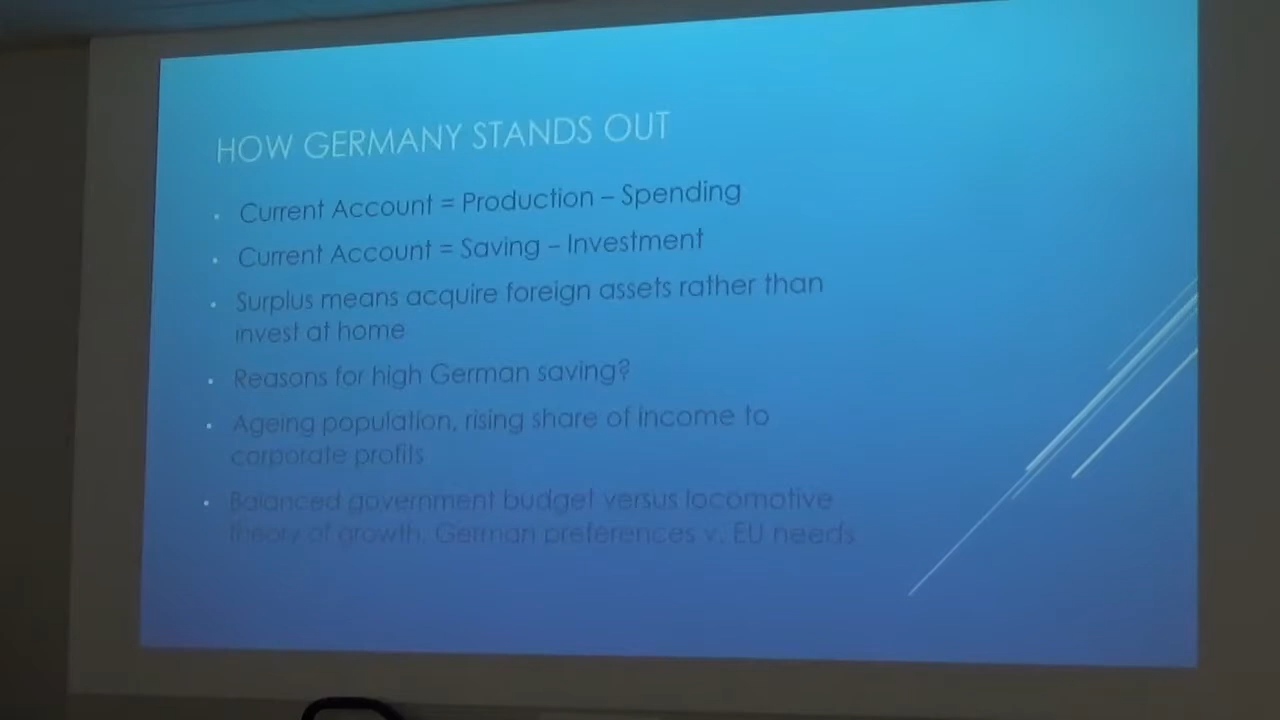 HOW GERMANY STANDS OUT
Current Account = Production – Spending
Current Account = Saving – Investment
Surplus means acquire foreign assets rather than
invest at home
Reasons for high German saving?
Ageing population, rising share of income to
corporate profits
Balanced government budget versus locomotive
theory of growth. German preferences v. EU needs